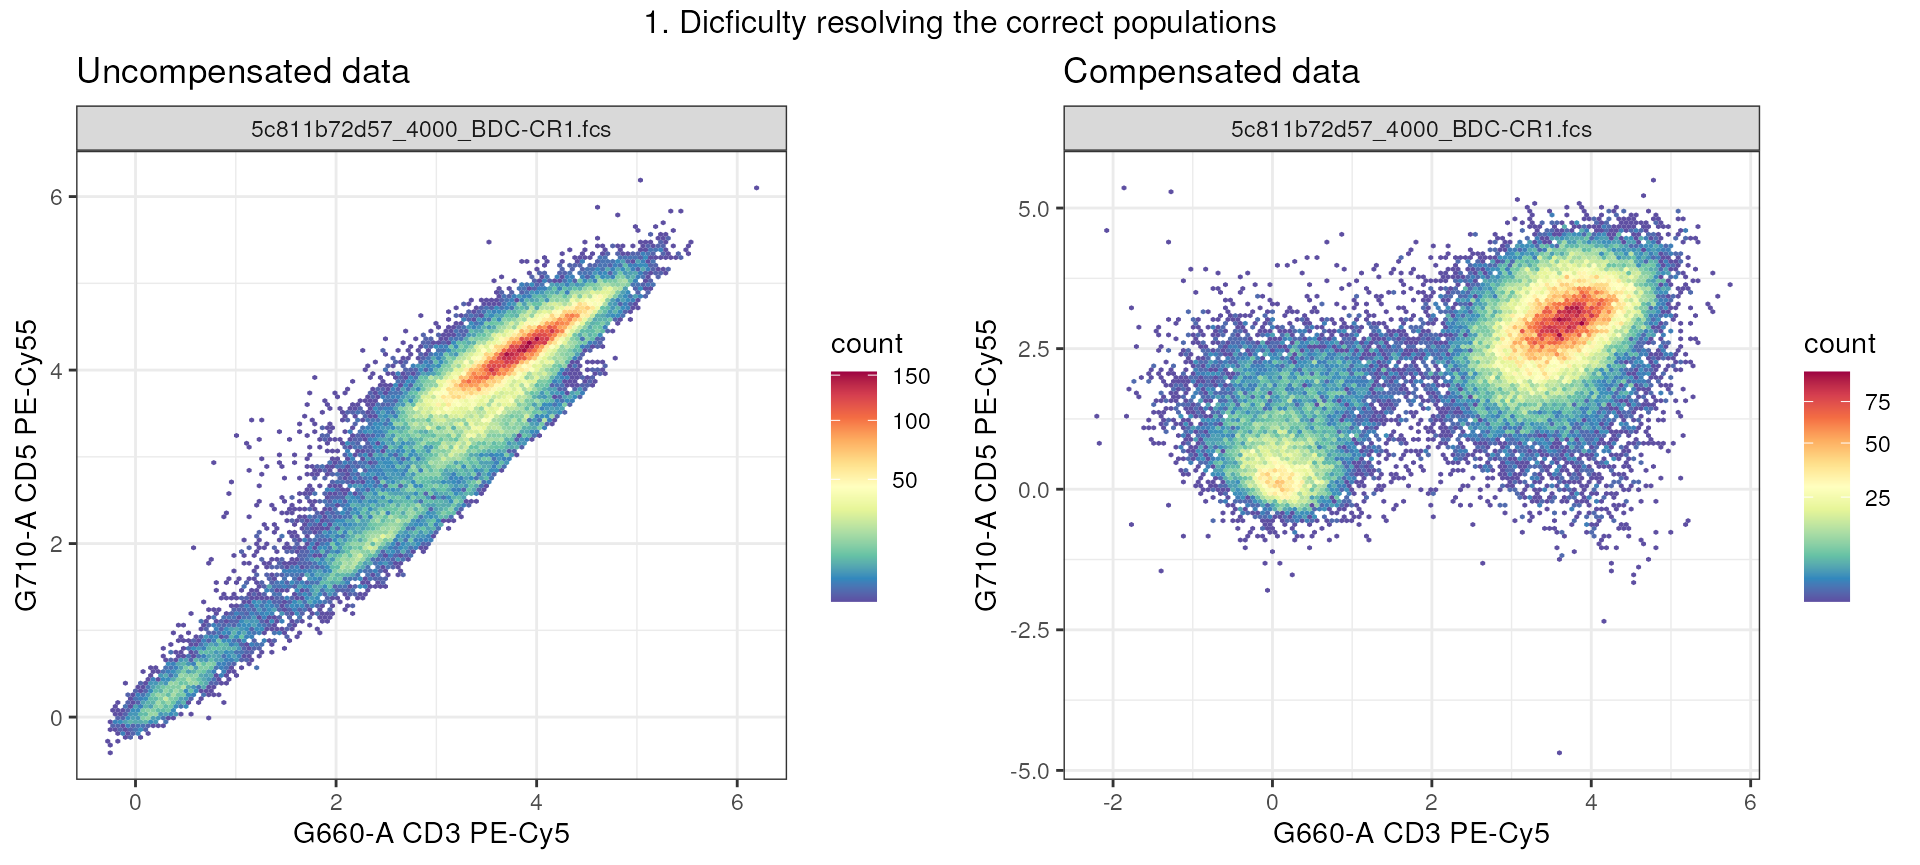 1. Dicficulty resolving the correct populations
Uncompensated data
5c811b72d57_4000_BDC-CR1.fcs
G710-A CD5 PE-Cy55
6
4
2
0
0 2 4 6
G660-A CD3 PE-Cy5
count
150
100
50
Compensated data
5c811b72d57_4000_BDC-CR1.fcs
G710-A CD5 PE-Cy55
5.0
2.5
0.0
-2.5
-5.0
-2 0 2 4 6
G660-A CD3 PE-Cy5
count
75
50
25